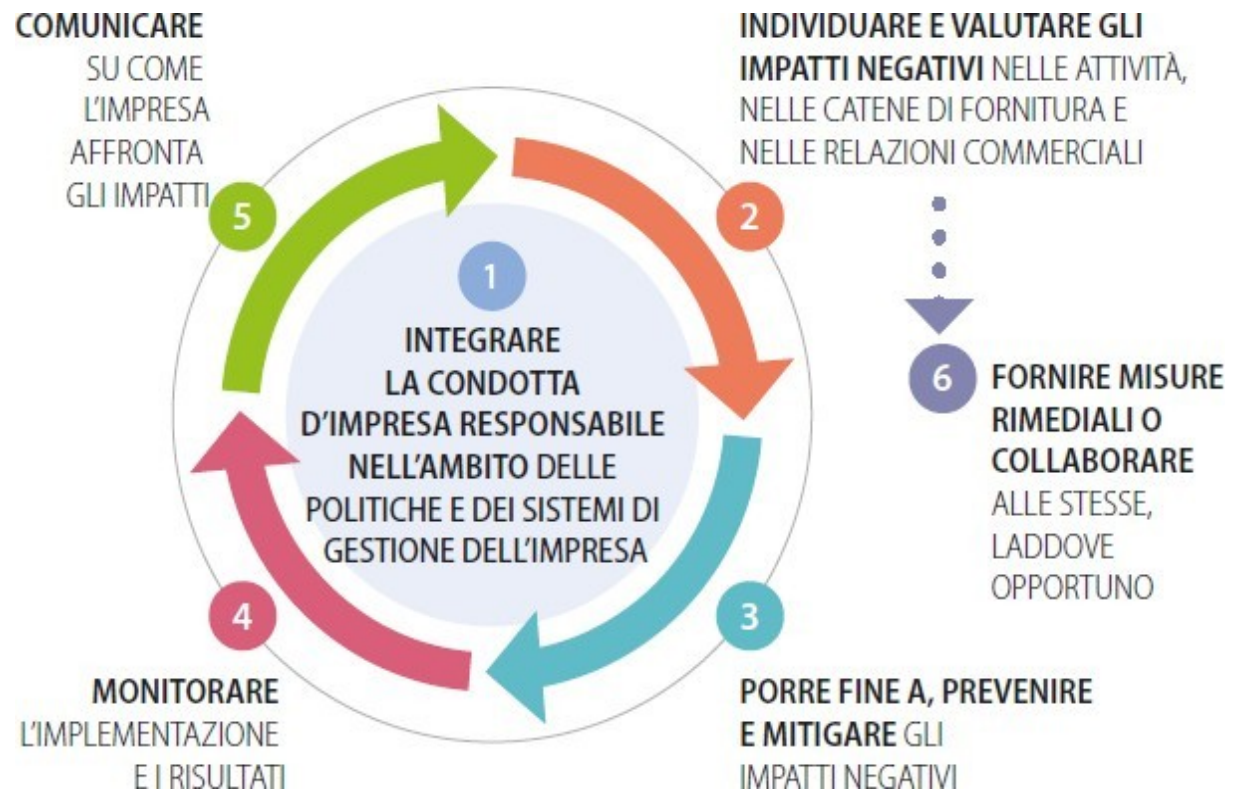 COMUNICARE
SU COME
L'IMPRESA
AFFRONTA
GLI IMPATTI
5
INDIVIDUARE E VALUTARE GLI
IMPATTI NEGATIVI NELLE ATTIVITÀ,
NELLE CATENE DI FORNITURA E
NELLE RELAZIONI COMMERCIALI
2
1
INTEGRARE
LA CONDOTTA
D'IMPRESA RESPONSABILE
NELL'AMBITO DELLE
POLITICHE E DEI SISTEMI DI
GESTIONE DELL'IMPRESA
6
FORNIRE MISURE
RIMEDIALI O
COLLABORARE
ALLE STESSE,
LADDOVE
OPPORTUNO
4
MONITORARE
L'IMPLEMENTAZIONE
E I RISULTATI
3
PORRE FINE A, PREVENIRE
E MITIGARE GLI
IMPATTI NEGATIVI